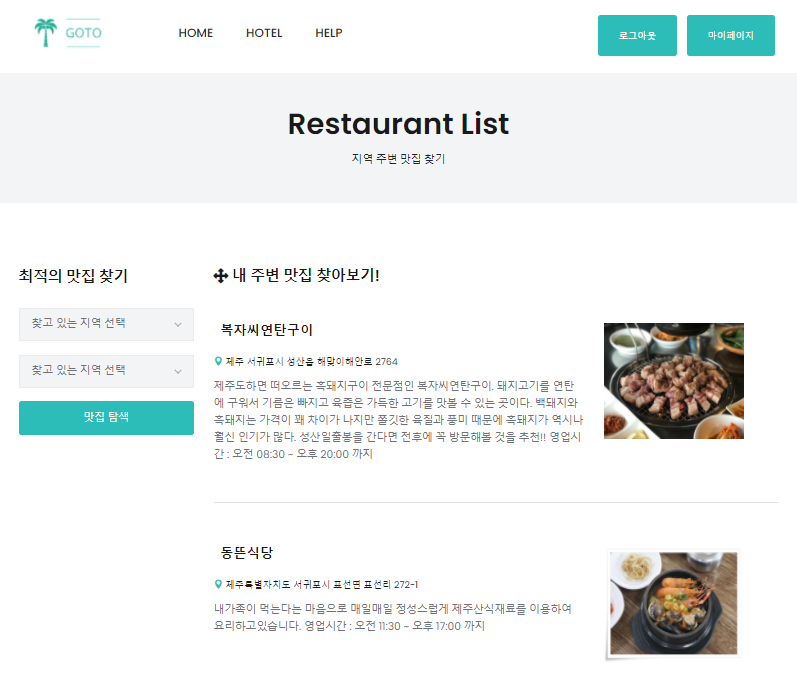 GOTO
HOME HOTEL HELP
로그아웃 마이페이지
Restaurant List
지역 주변 맛집 찾기
최적의 맛집 찾기
찾고 있는 지역 선택
찾고 있는 지역 선택
맛집 탐색
내 주변 맛집 찾아보기!
복자씨연탄구이
제주 서귀포시 성산읍 해맞이해안로 2764
제주도하면 떠오르는 흑돼지구이 전문점인 복자씨연탄구이. 돼지고기를 연탄
에 구워서 기름은 빠지고 육즙은 가득한 고기를 맛볼 수 있는 곳이다. 백돼지와
흑돼지는 가격이 꽤 차이가 나지만 쫄깃한 육질과 풍미 때문에 흑돼지가 역시나
훨신 인기가 많다. 성산일출봉을 간다면 전후에 꼭 방문해볼 것을 추천!! 영업시
간 : 오전 08:30 - 오후 20:00 까지
동뜬식당
제주특별자치도 서귀포시 표선면 표선리 272-1
내가족이 먹는다는 마음으로 매일매일 정성스럽게 제주산식재료를 이용하여
요리하고있습니다. 영업시간 : 오전 11:30 - 오후 17:00 까지